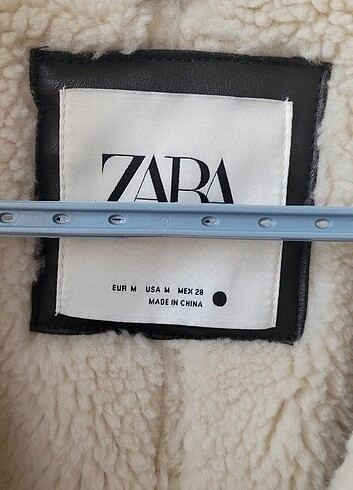 ZARA
EUR M USA M MEX 28
MADE IN CHINA